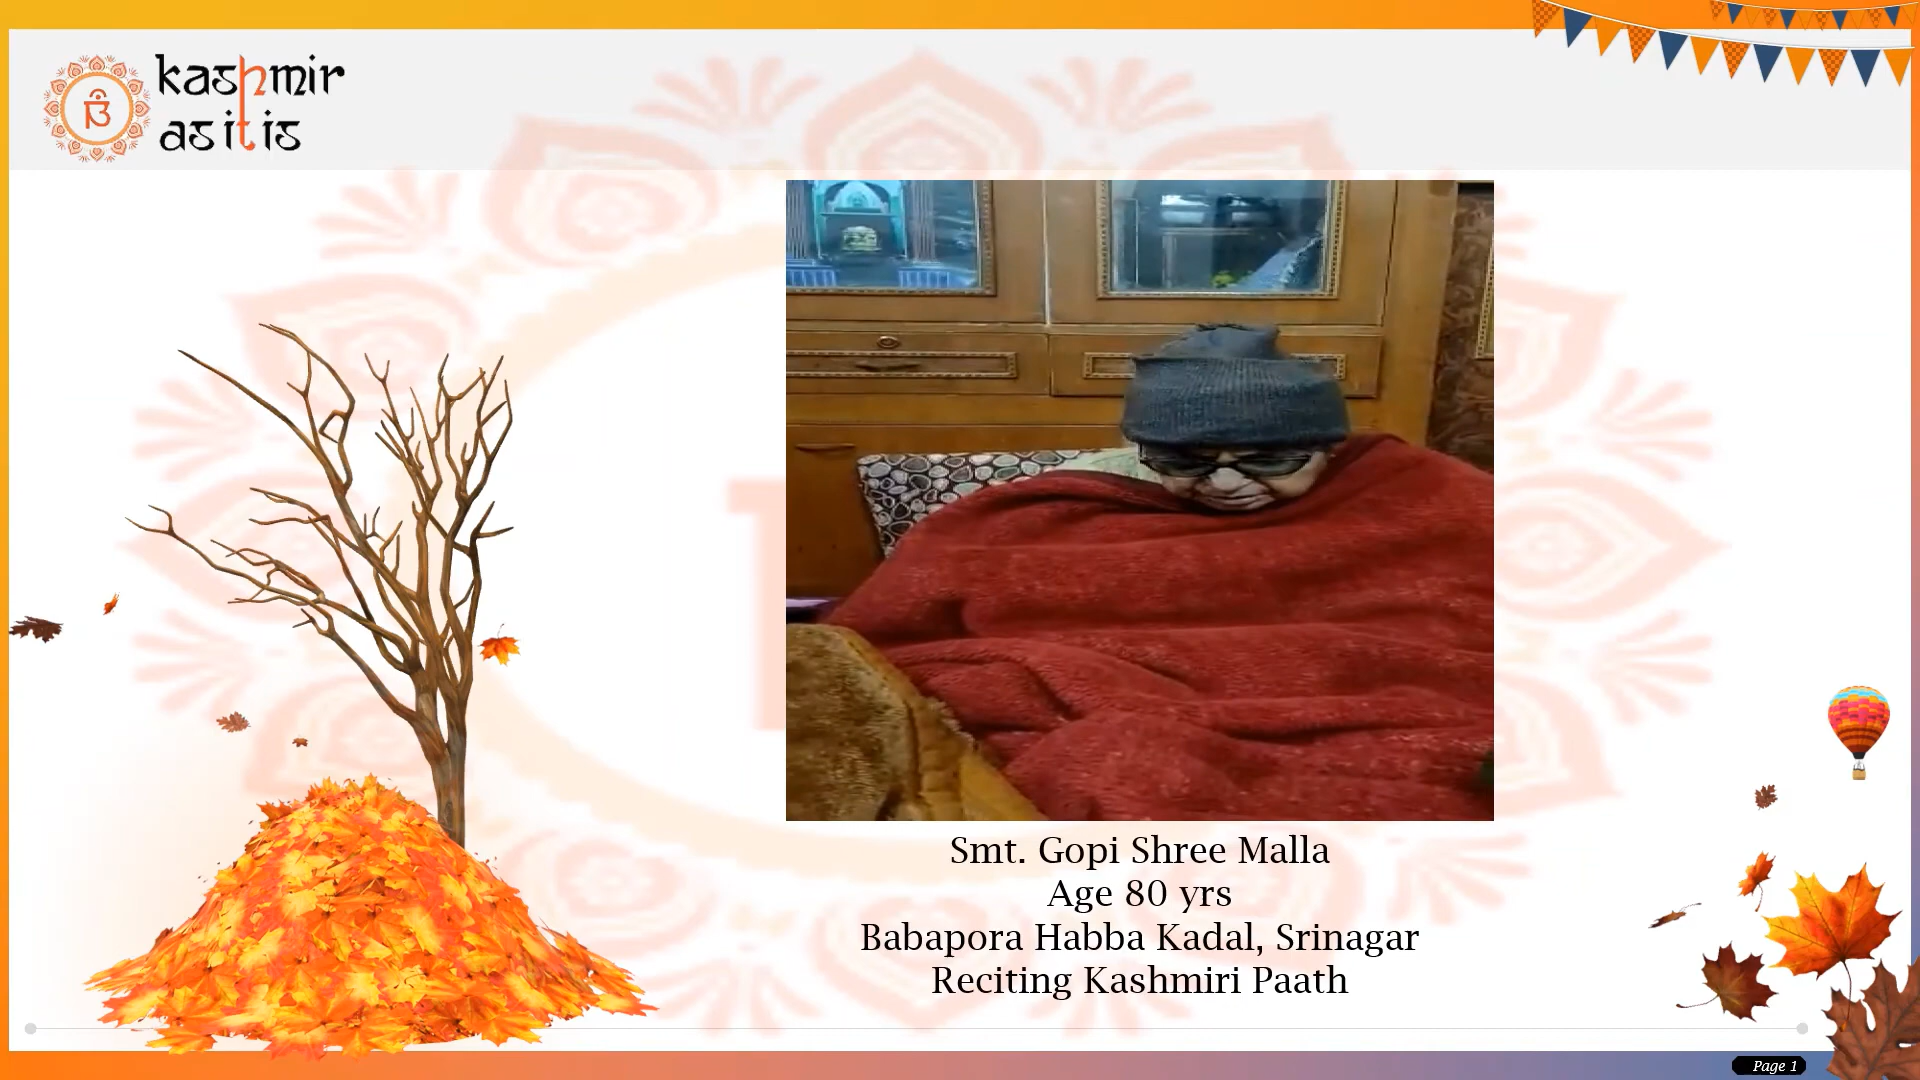 kashmir
as it is
Smt. Gopi Shree Malla
Age 80 yrs
Babapora Habba Kadal, Srinagar
Reciting Kashmiri Paath
Page 1